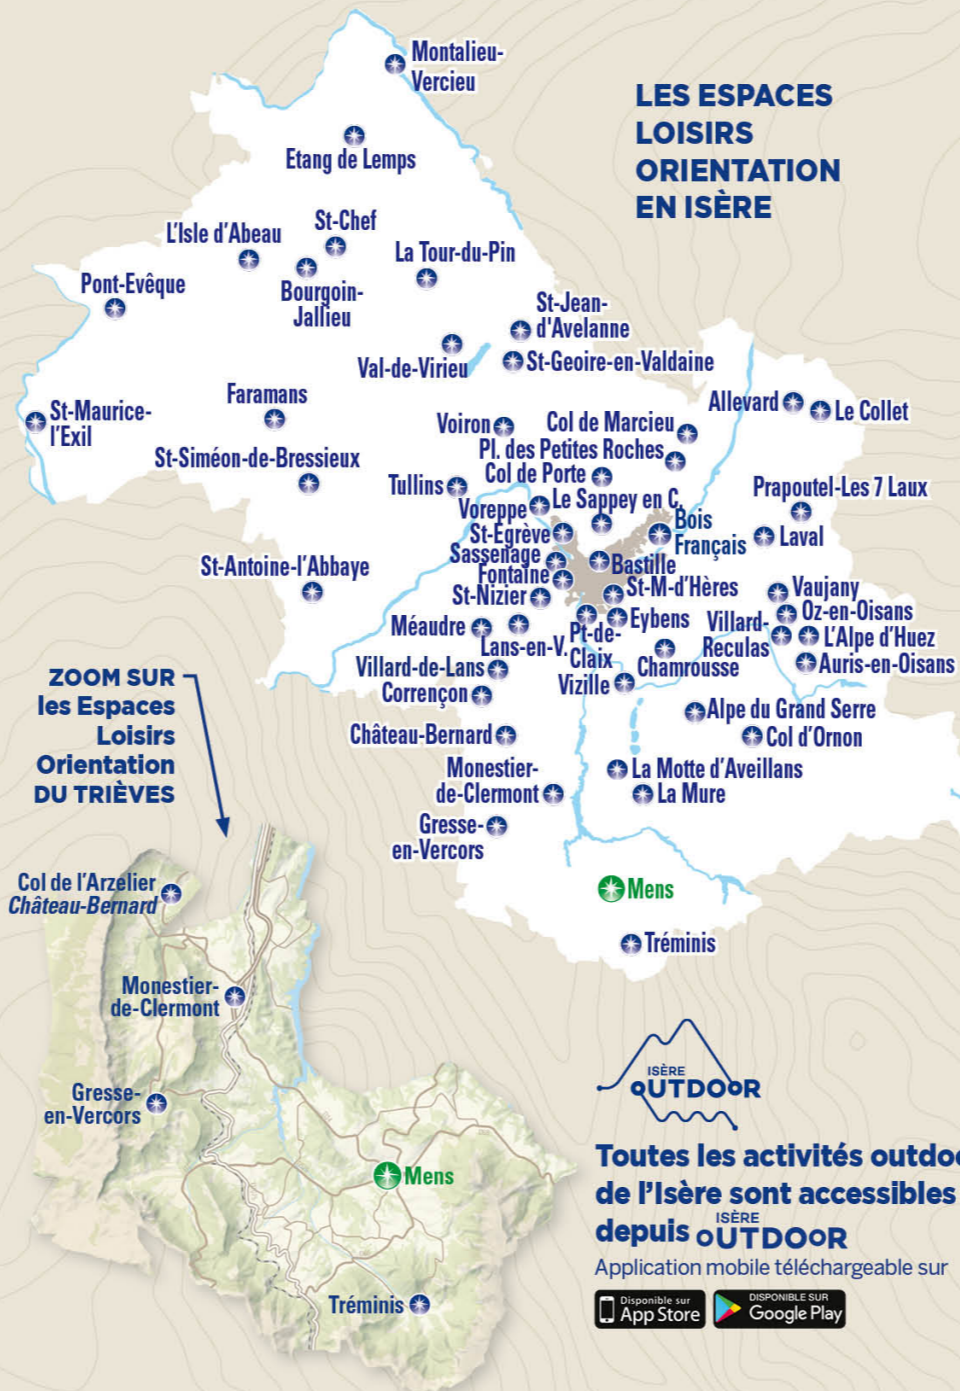 Montalieu-
Vercieu
LES ESPACES
LOISIRS
ORIENTATION
EN ISÈRE
Etang de Lemps
St-Chef
L'Isle d'Abeau
La Tour-du-Pin
Pont-Evêque
Bourgoin-
Jallieu
St-Jean-
d'Avelanne
Val-de-Virieu
St-Geoire-en-Valdaine
Faramans
Allevard
Le Collet
St-Maurice-
l'Exil
Voiron
Col de Marcieu
Pl. des Petites Roches
St-Siméon-de-Bressieux
Col de Porte
Tullins
Prapoutel-Les 7 Laux
Voreppe
Le Sappey en C.
Bois
Français
St-Egrève
Laval
Sassenage
Bastille
St-Antoine-l'Abbaye
Fontaine
St-M-d'Hères
Vaujany
St-Nizier
Oz-en-Oisans
Eybens
Villard-
Reculas
Méaudre
Pt-de-
Claix
L'Alpe d'Huez
Lans-en-V.
Chamrousse
Auris-en-Oisans
Villard-de-Lans
Vizille
Corrençon
Alpe du Grand Serre
Château-Bernard
Col d'Ornon
Monestier-
de-Clermont
La Motte d'Aveillans
La Mure
Gresse-
en-Vercors
Mens
Tréminis
ZOOM SUR
les Espaces
Loisirs
Orientation
DU TRIÈVES
Col de l'Arzelier
Château-Bernard
Monestier-
de-Clermont
Gresse-
en-Vercors
Mens
Tréminis
ISÈRE
OUTDOOR
Toutes les activités outdoo
de l'Isère sont accessibles
depuis ISÈRE OUTDOOR
Application mobile téléchargeable sur
Disponible sur
App Store
DISPONIBLE SUR
Google Play